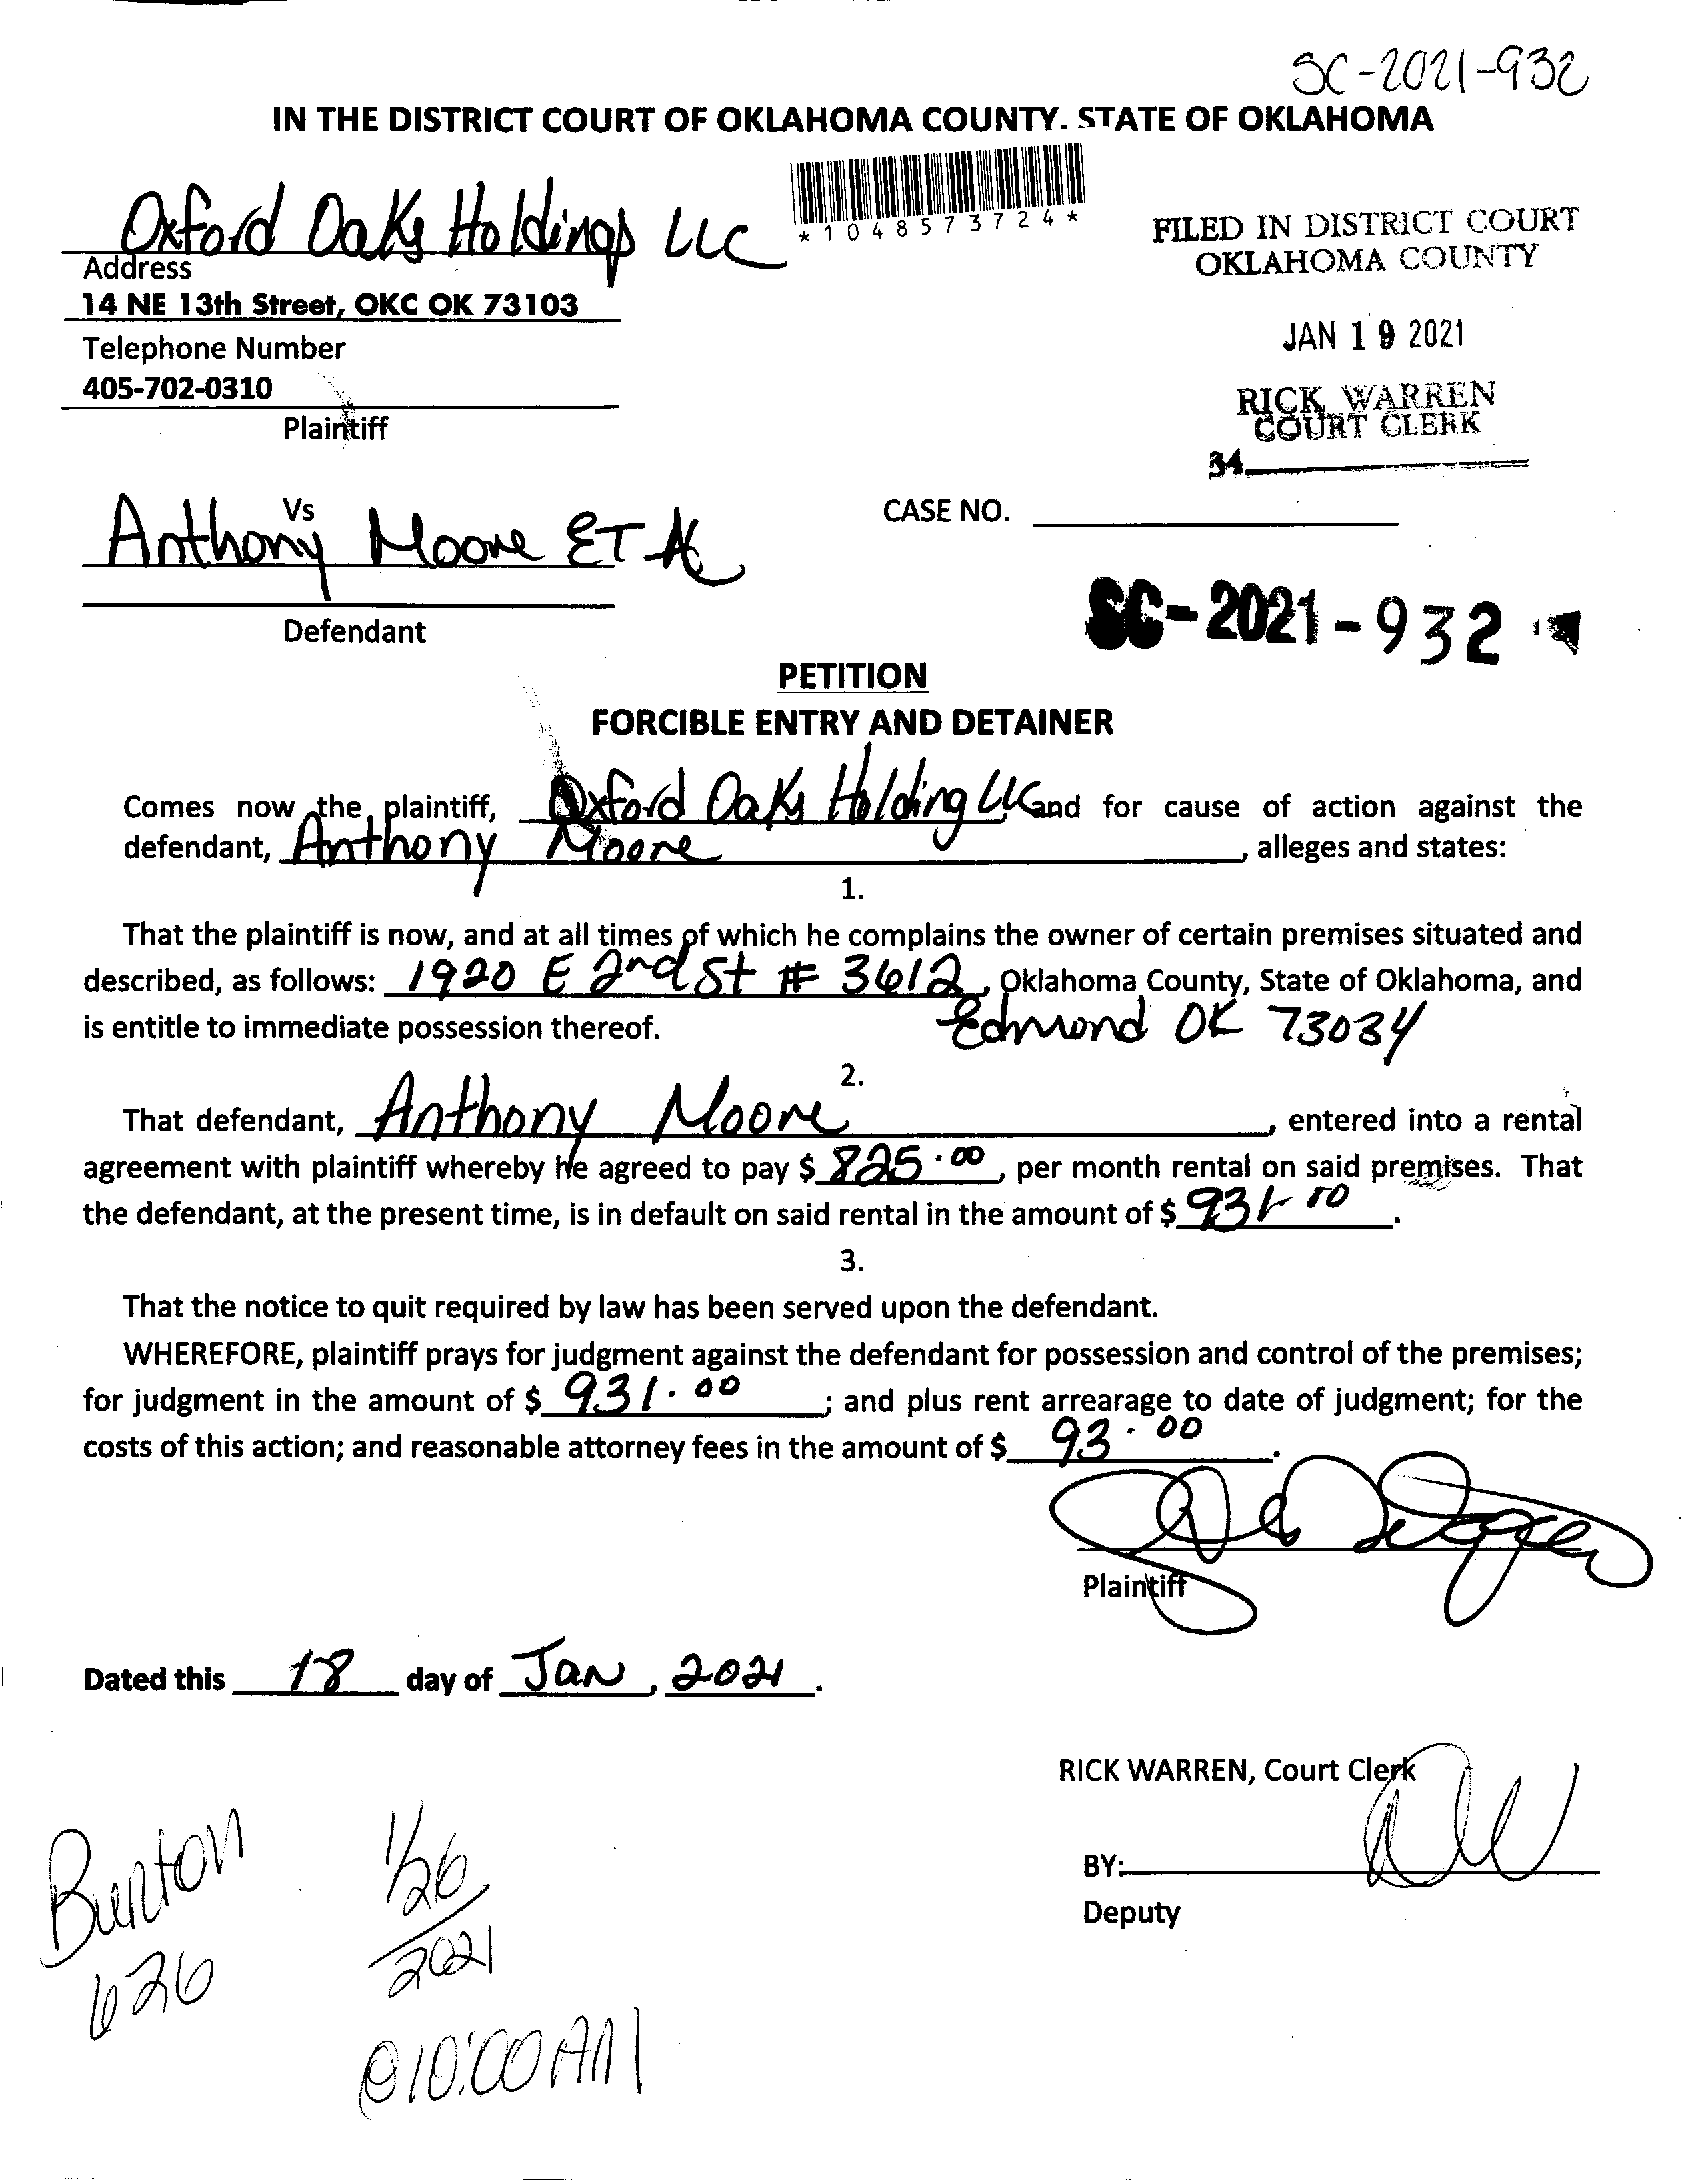 SC-2021-932
IN THE DISTRICT COURT OF OKLAHOMA COUNTY. STATE OF OKLAHOMA
Oxford Oaks Holdings LLC
*1048573724*
Address
14 NE 13th Street, OKC OK 73103
Telephone Number
405-702-0310
Plaintiff
FILED IN DISTRICT COURT
OKLAHOMA COUNTY
JAN 19 2021
RICK WARREN
COURT CLERK
34
Vs
Anthony Moore ET Al
Defendant
CASE NO.
SC-2021-932
PETITION
FORCIBLE ENTRY AND DETAINER
Comes now the plaintiff, Oxford Oaks Holding LLC and for cause of action against the
defendant, Anthony Moore, alleges and states:
1.
That the plaintiff is now, and at all times of which he complains the owner of certain premises situated and
described, as follows: 1920 E 2nd St # 3612, Oklahoma County, State of Oklahoma, and
is entitle to immediate possession thereof. Edmond OK 73034
2.
That defendant, Anthony Moore, entered into a rental
agreement with plaintiff whereby he agreed to pay $ 825.00, per month rental on said premises. That
the defendant, at the present time, is in default on said rental in the amount of $ 931.00.
3.
That the notice to quit required by law has been served upon the defendant.
WHEREFORE, plaintiff prays for judgment against the defendant for possession and control of the premises;
for judgment in the amount of $ 931.00; and plus rent arrearage to date of judgment; for the
costs of this action; and reasonable attorney fees in the amount of $ 93.00.
Plaintiff
Dated this 18 day of Jan, 2021.
RICK WARREN, Court Clerk
BY:
Deputy
Burton
626
1/26
2021
@10:00 AM